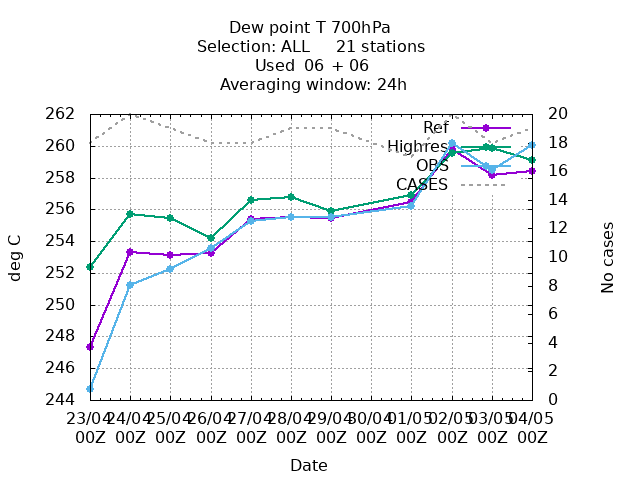 Dew point T 700hPa
Selection: ALL     21 stations
Used  06 + 06
Averaging window: 24h
262
260
258
256
254
252
250
248
246
244
20
18
16
14
12
10
8
6
4
2
0
deg C
No cases
Ref
Highres
OBS
CASES
23/04 24/04 25/04 26/04 27/04 28/04 29/04 30/04 01/05 02/05 03/05 04/05
00Z 00Z 00Z 00Z 00Z 00Z 00Z 00Z 00Z 00Z 00Z 00Z
Date